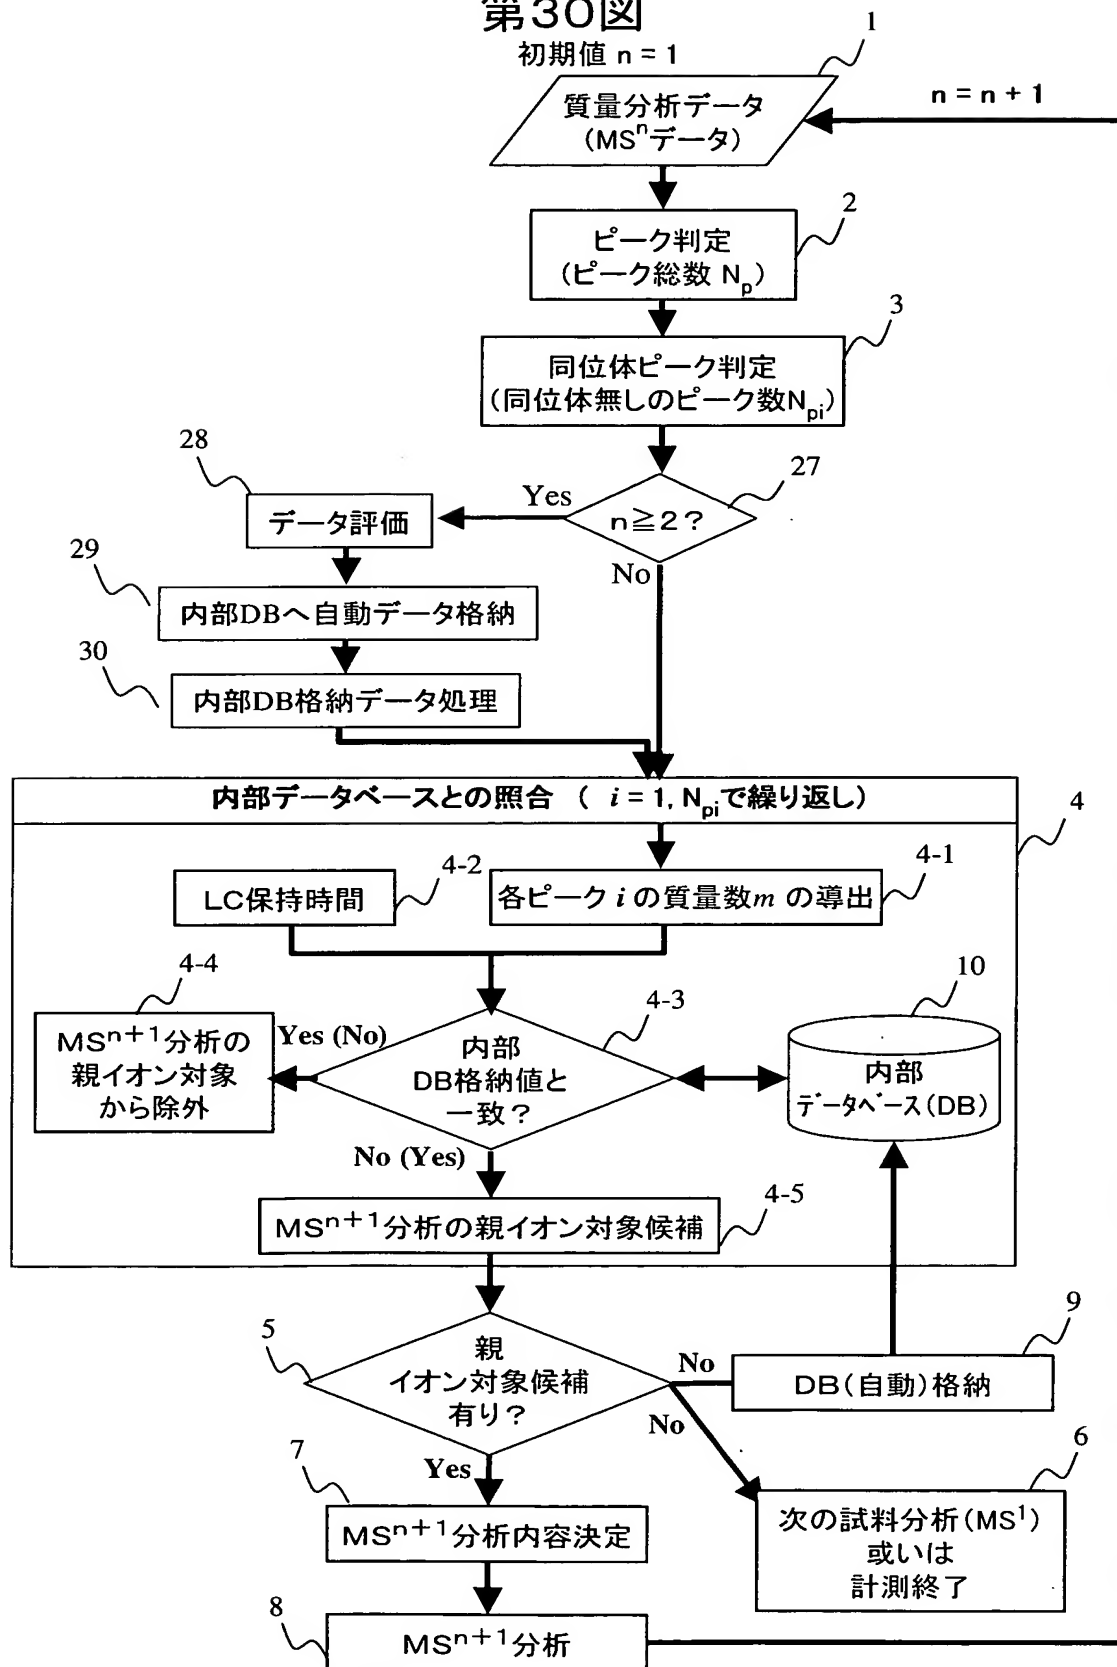 第30図
初期値 n = 1
1
質量分析データ
(MSⁿデータ)
n = n + 1
2
ピーク判定
(ピーク総数 Np)
3
同位体ピーク判定
(同位体無しのピーク数Npi)
28
27
Yes
データ評価
n≧2?
29
No
内部DBへ自動データ格納
30
内部DB格納データ処理
内部データベースとの照合 ( i = 1, Npiで繰り返し)
4
4-2
4-1
LC保持時間
各ピーク i の質量数m の導出
4-4
10
4-3
MSⁿ⁺¹分析の
親イオン対象
から除外
Yes (No)
内部
DB格納値と
一致?
内部
データベース(DB)
No (Yes)
4-5
MSⁿ⁺¹分析の親イオン対象候補
9
5
親
イオン対象候補
有り?
No
DB(自動)格納
No
7
6
Yes
MSⁿ⁺¹分析内容決定
次の試料分析(MS¹)
或いは
計測終了
8
MSⁿ⁺¹分析